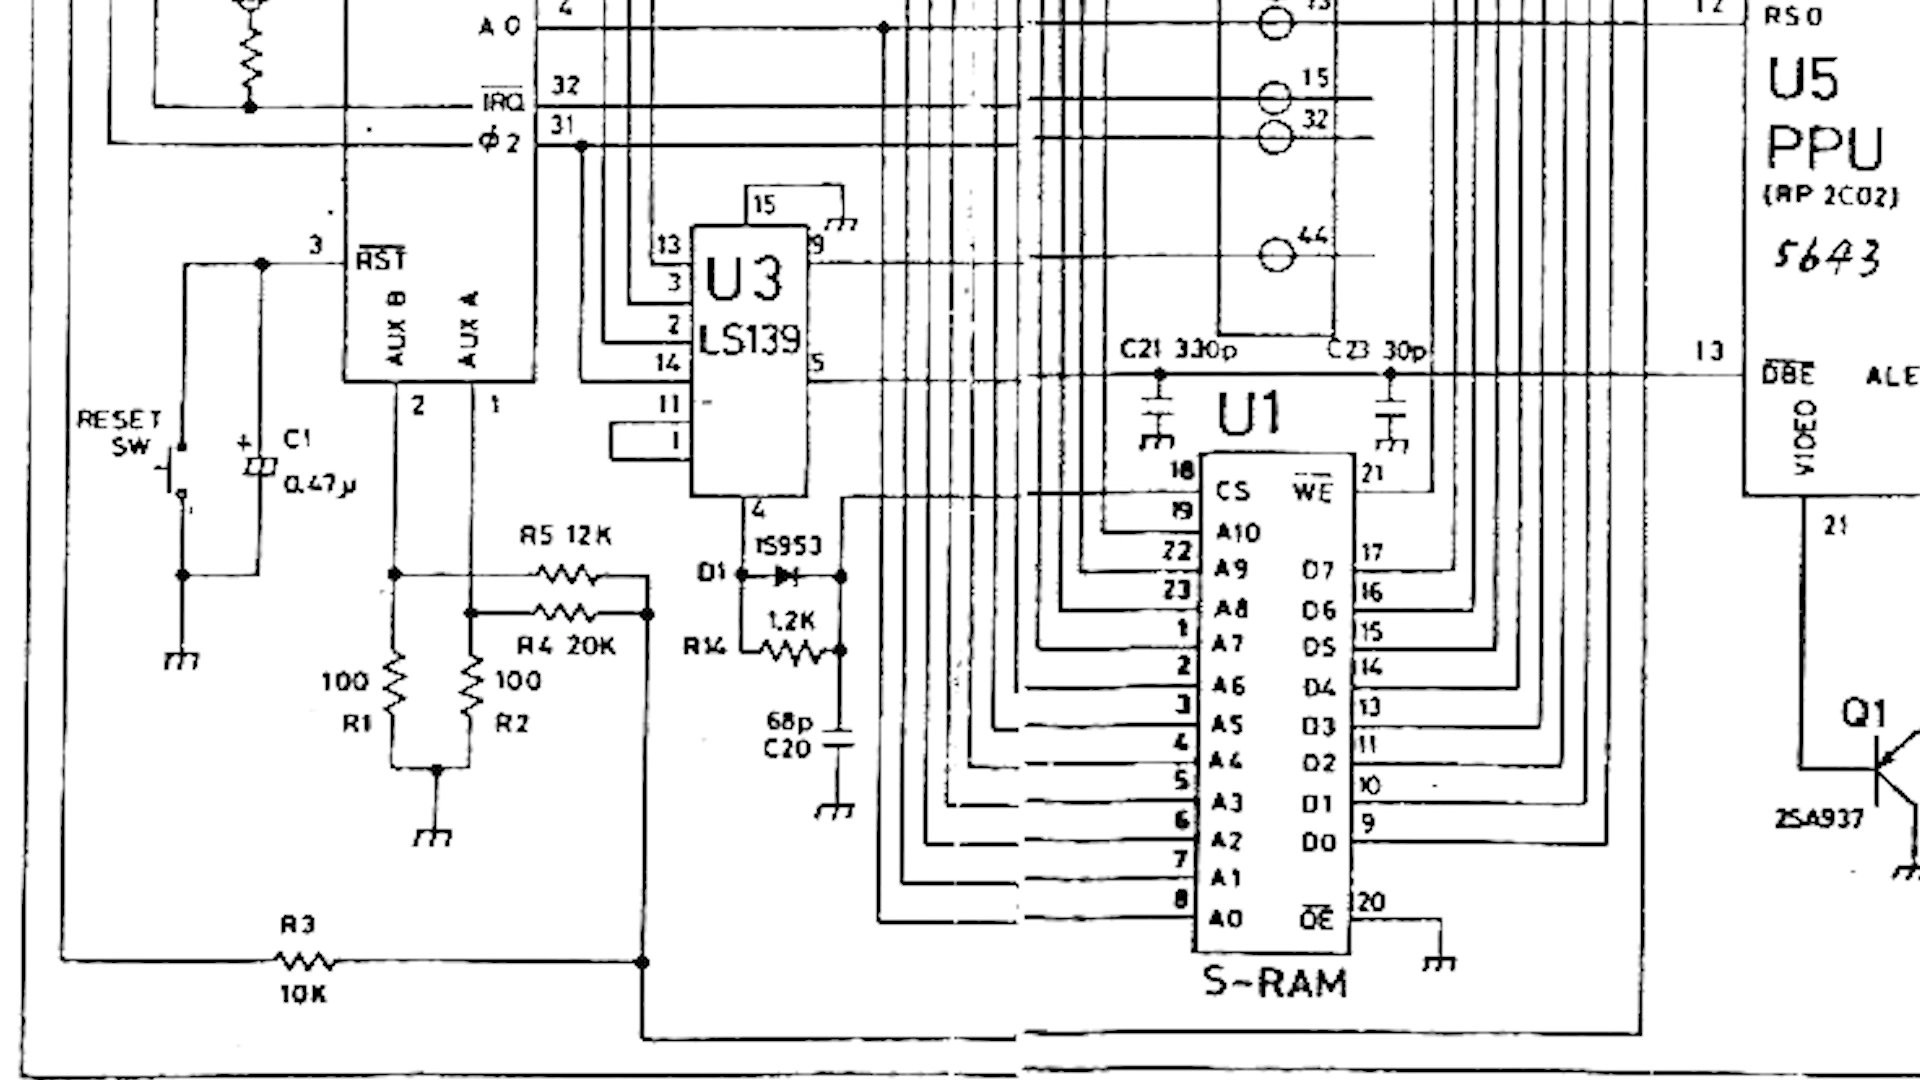 4
A0
32
IRQ
31
ϕ2
3
RST
AUX B
AUX A
2
1
RESET
SW
+
C1
0.47μ
15
13
9
3
2
14
5
11
1
4
U3
LS139
R5 12K
R4 20K
100
R1
100
R2
D1
1S953
1.2K
R14
68p
C20
R3
10K
13
15
32
44
C21 330p
C23 30p
U1
18
CS
WE
21
19
A10
22
A9
D7
17
23
A8
D6
16
1
A7
D5
15
2
A6
D4
14
3
A5
D3
13
4
A4
D2
11
5
A3
D1
10
6
A2
D0
9
7
A1
8
A0
OE
20
S-RAM
12
RS0
U5
PPU
(RP 2C02)
5643
13
DBE
ALE
VIDEO
21
Q1
2SA937